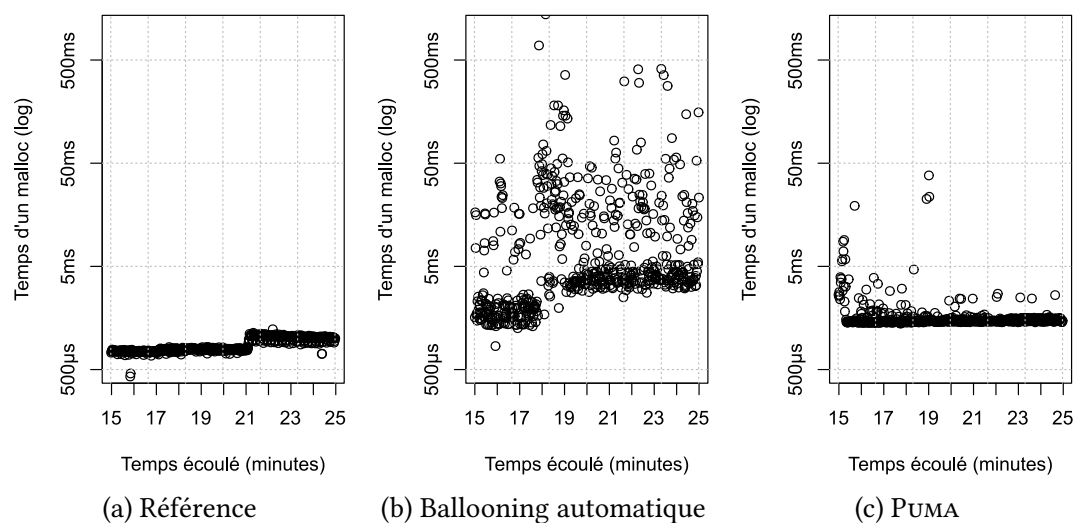 Temps d'un malloc (log)
500ms
50ms
5ms
500µs
15 17 19 21 23 25
Temps écoulé (minutes)
(a) Référence
Temps d'un malloc (log)
500ms
50ms
5ms
500µs
15 17 19 21 23 25
Temps écoulé (minutes)
(b) Ballooning automatique
Temps d'un malloc (log)
500ms
50ms
5ms
500µs
15 17 19 21 23 25
Temps écoulé (minutes)
(c) PUMA